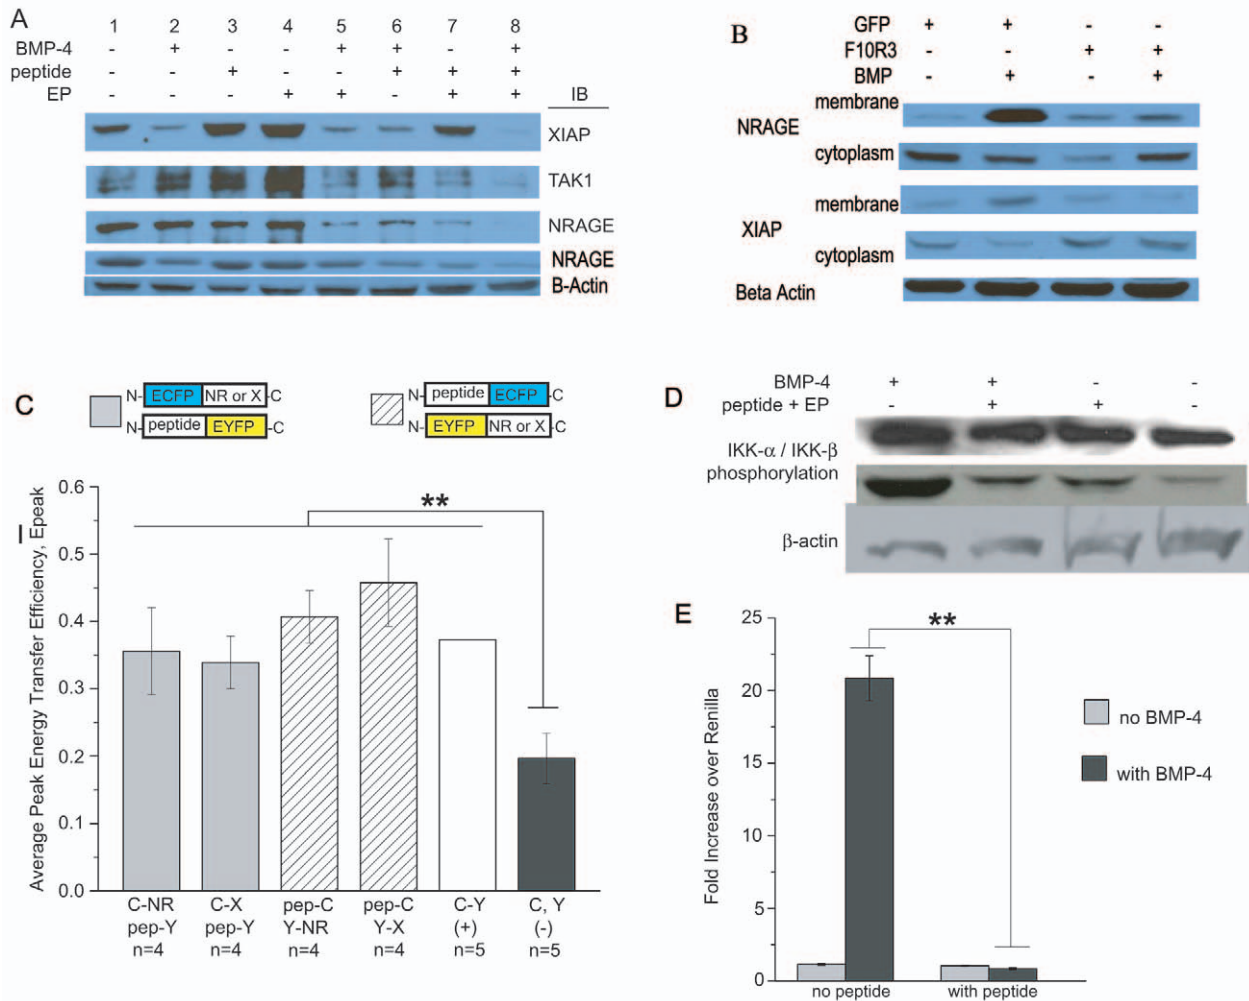 A
1 2 3 4 5 6 7 8
BMP-4 - + - - + + - +
peptide - - + - - + + +
EP - - - + + - + +
IB
XIAP
TAK1
NRAGE
NRAGE
B-Actin
B
GFP + + - -
F10R3 - - + +
BMP - + - +
membrane
NRAGE
cytoplasm
membrane
XIAP
cytoplasm
Beta Actin
C
N- ECFP NR or X -C
N- peptide EYFP -C
N- peptide ECFP -C
N- EYFP NR or X -C
Average Peak Energy Transfer Efficiency, Epeak
0.6
0.5
0.4
0.3
0.2
0.1
0.0
**
C-NR pep-Y n=4
C-X pep-Y n=4
pep-C Y-NR n=4
pep-C Y-X n=4
C-Y (+) n=5
C, Y (-) n=5
D
BMP-4 + + - -
peptide + EP - + + -
IKK-α / IKK-β
phosphorylation
β-actin
E
Fold Increase over Renilla
25
20
15
10
5
0
**
no BMP-4
with BMP-4
no peptide with peptide